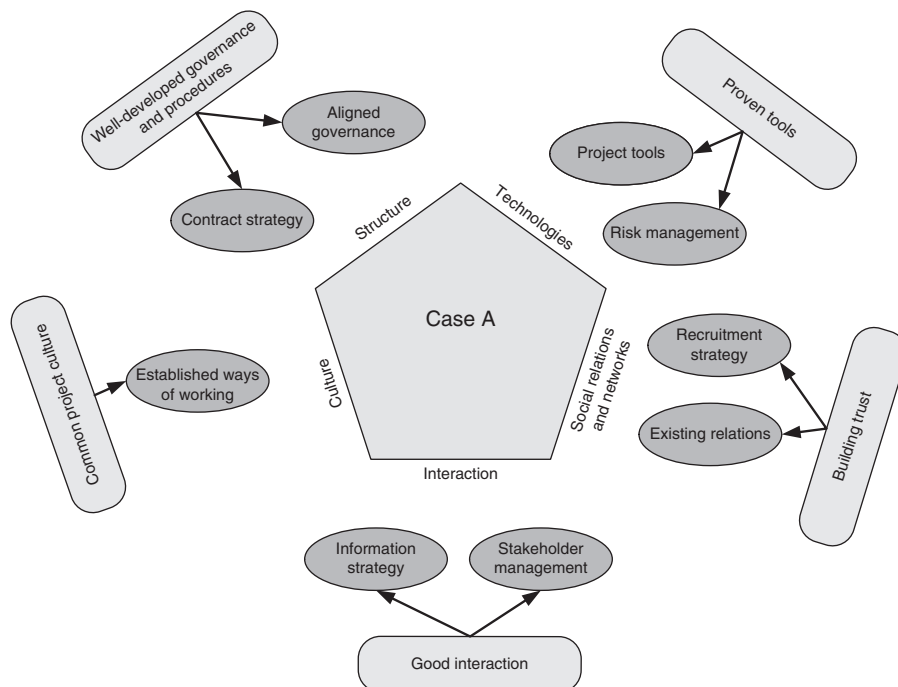 Well-developed governance
and procedures
Aligned
governance
Contract strategy
Proven tools
Project tools
Risk management
Structure
Technologies
Case A
Culture
Social relations
and networks
Interaction
Common project culture
Established ways
of working
Recruitment
strategy
Existing relations
Building trust
Information
strategy
Stakeholder
management
Good interaction